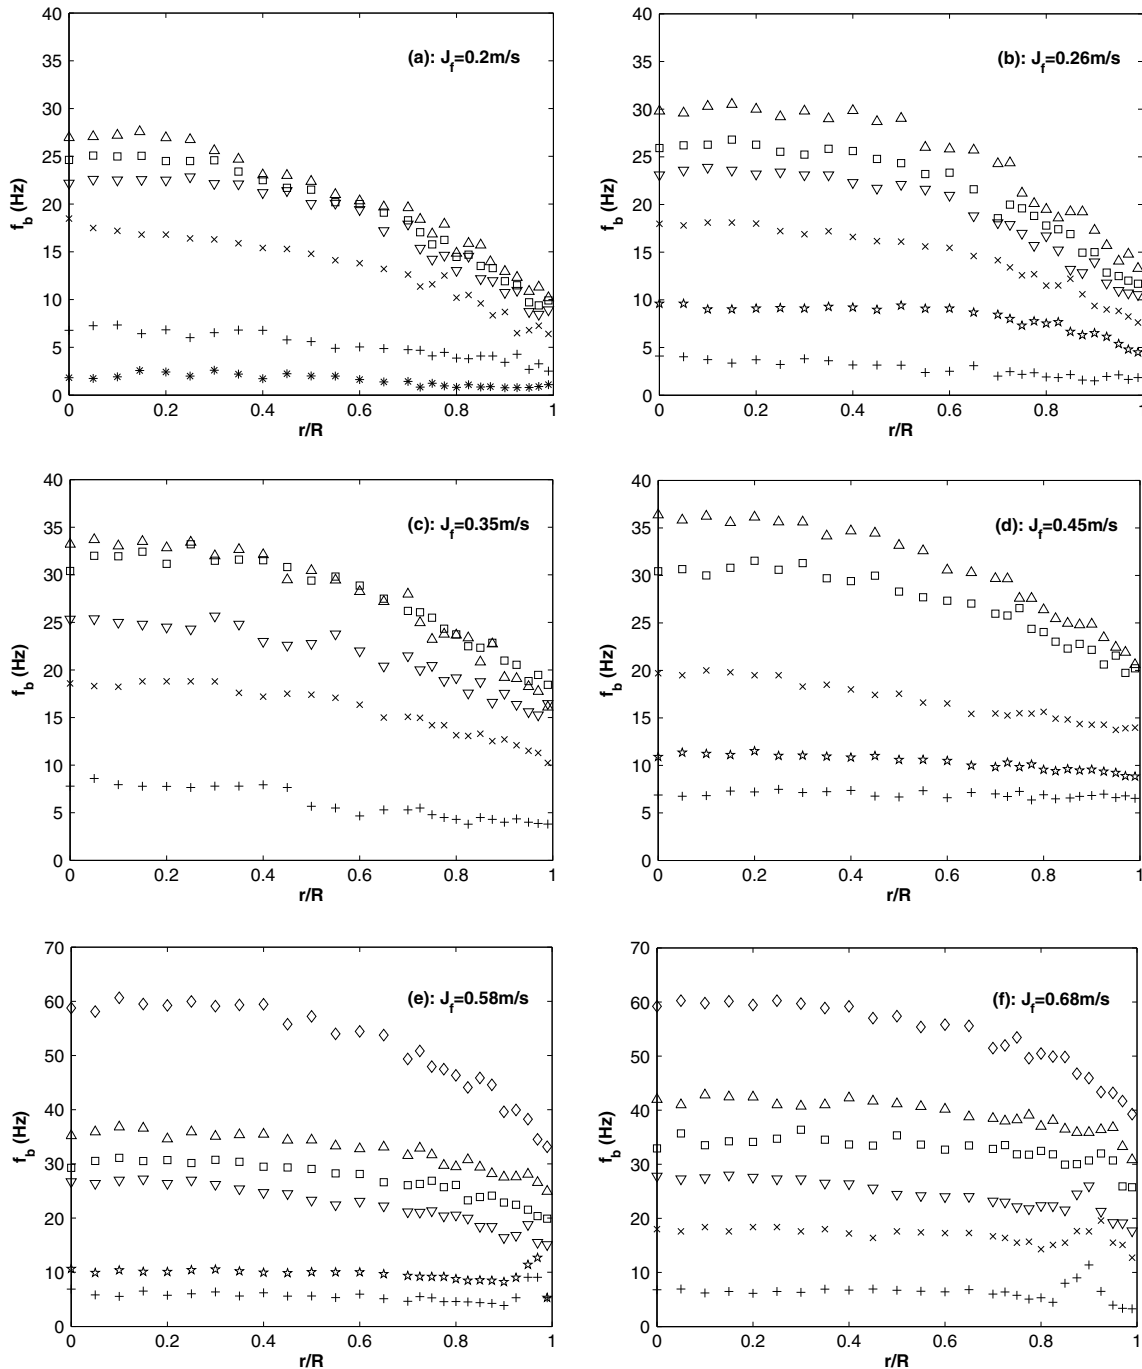 40
35
30
25
20
15
10
5
0
f_b (Hz)
(a): J_f=0.2m/s
0 0.2 0.4 0.6 0.8 1
r/R
40
35
30
25
20
15
10
5
0
f_b (Hz)
(b): J_f=0.26m/s
0 0.2 0.4 0.6 0.8 1
r/R
40
35
30
25
20
15
10
5
0
f_b (Hz)
(c): J_f=0.35m/s
0 0.2 0.4 0.6 0.8 1
r/R
40
35
30
25
20
15
10
5
0
f_b (Hz)
(d): J_f=0.45m/s
0 0.2 0.4 0.6 0.8 1
r/R
70
60
50
40
30
20
10
0
f_b (Hz)
(e): J_f=0.58m/s
0 0.2 0.4 0.6 0.8 1
r/R
70
60
50
40
30
20
10
0
f_b (Hz)
(f): J_f=0.68m/s
0 0.2 0.4 0.6 0.8 1
r/R